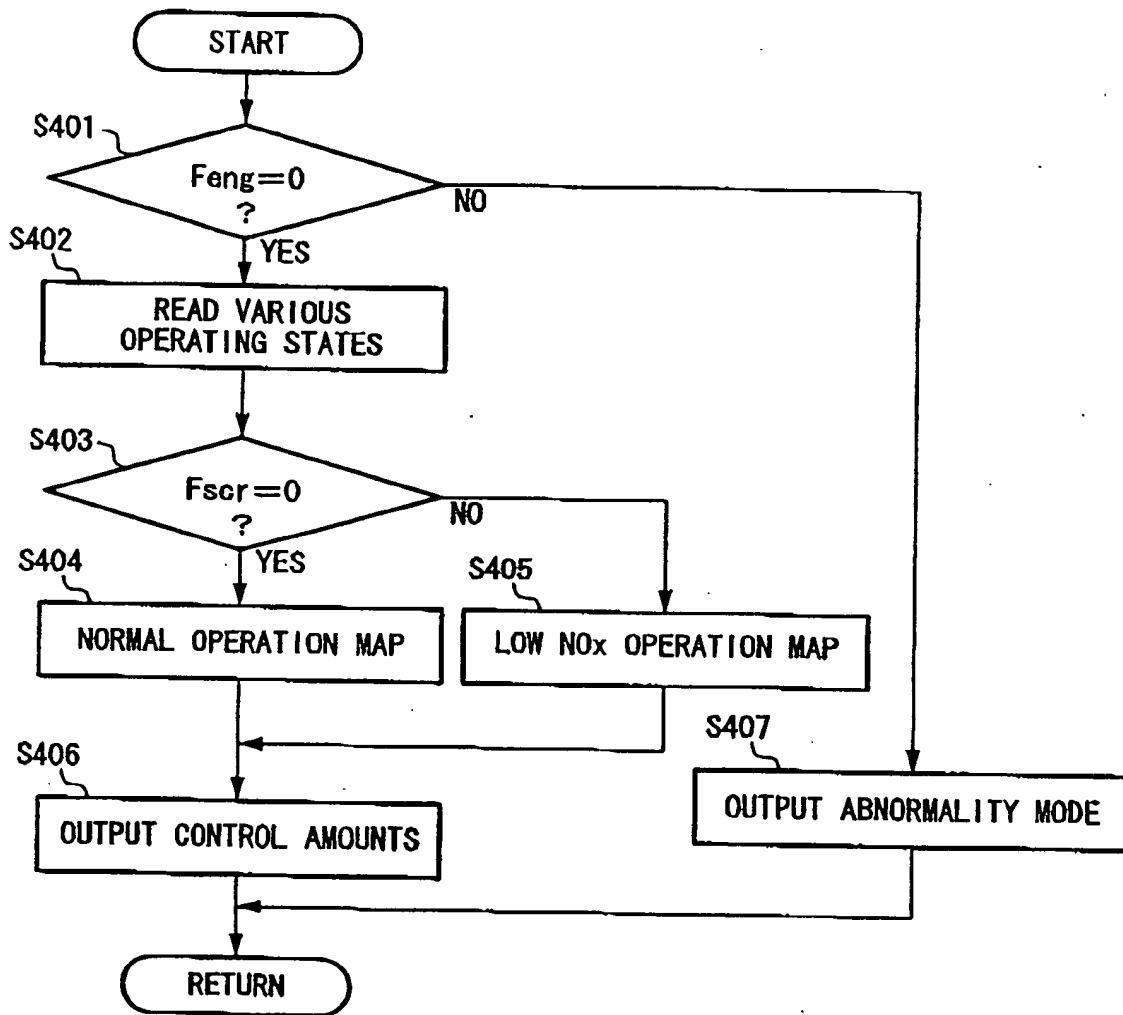 START
S401
Feng=0
?
NO
YES
S402
READ VARIOUS
OPERATING STATES
S403
Fscr=0
?
NO
YES
S404
NORMAL OPERATION MAP
S405
LOW NOx OPERATION MAP
S406
OUTPUT CONTROL AMOUNTS
S407
OUTPUT ABNORMALITY MODE
RETURN